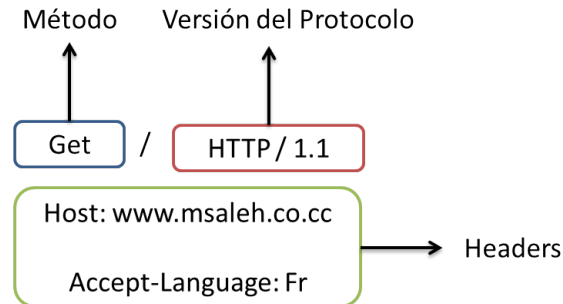 Método Versión del Protocolo
Get / HTTP / 1.1
Host: www.msaleh.co.cc
Headers
Accept-Language: Fr